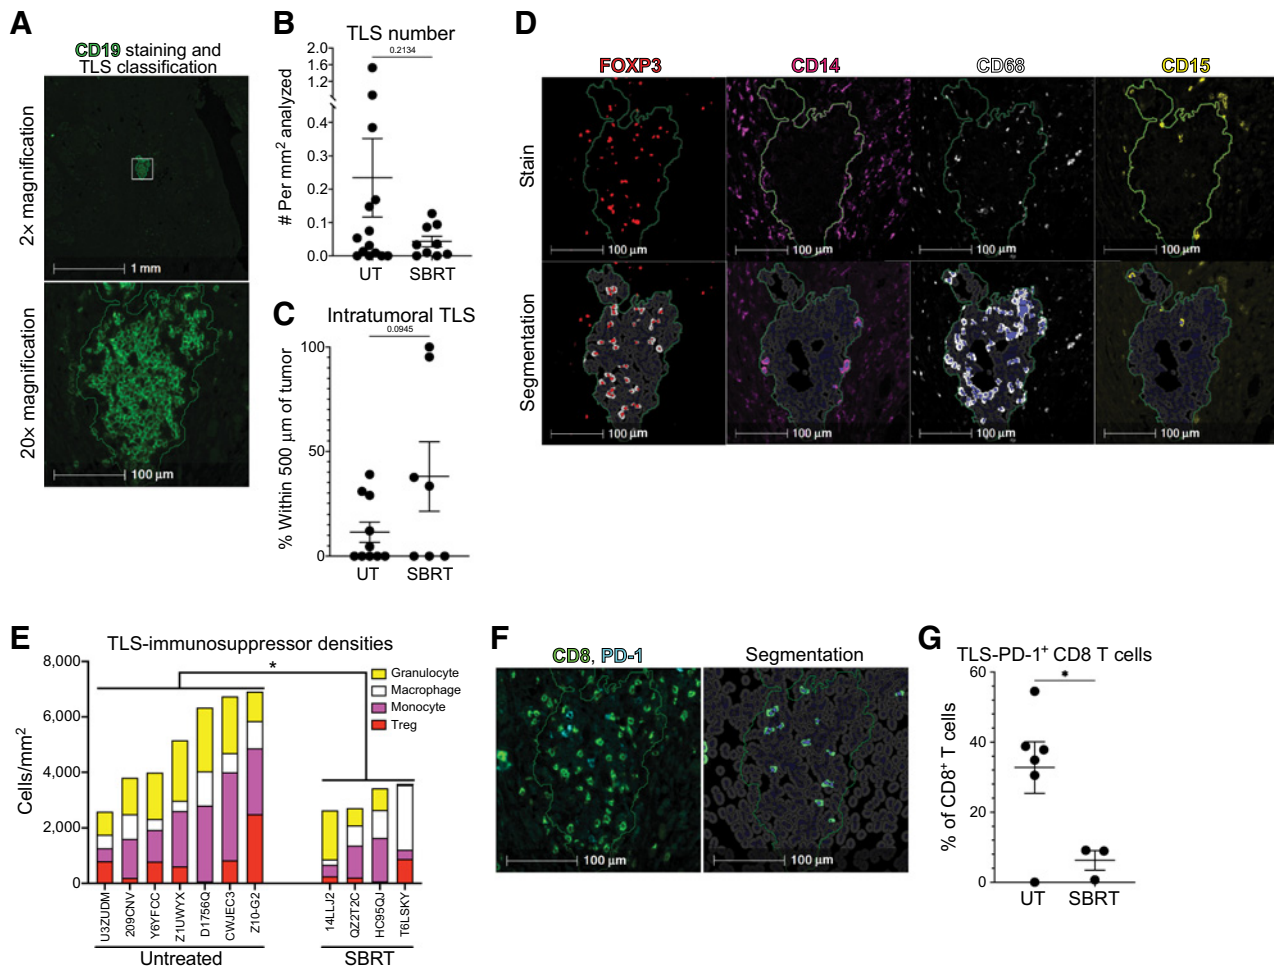 A
CD19 staining and
TLS classification
2x magnification
1 mm
20x magnification
100 µm
B
TLS number
0.2134
# Per mm² analyzed
2.0
1.6
1.2
0.4
0.3
0.2
0.1
0.0
UT
SBRT
C
Intratumoral TLS
0.0945
% Within 500 µm of tumor
100
50
0
UT
SBRT
D
FOXP3
CD14
CD68
CD15
Stain
100 µm
100 µm
100 µm
100 µm
Segmentation
100 µm
100 µm
100 µm
100 µm
E
TLS-immunosuppressor densities
Cells/mm²
8,000
6,000
4,000
2,000
0
*
Granulocyte
Macrophage
Monocyte
Treg
U3ZUDM
209CNV
Y6YFCC
Z1UWYX
D1756Q
CWJEC3
Z10-G2
14LLJ2
QZ2T2C
HC95QJ
T6LSKY
Untreated
SBRT
F
CD8, PD-1
Segmentation
100 µm
100 µm
G
TLS-PD-1⁺ CD8 T cells
*
% of CD8⁺ T cells
60
40
20
0
UT
SBRT